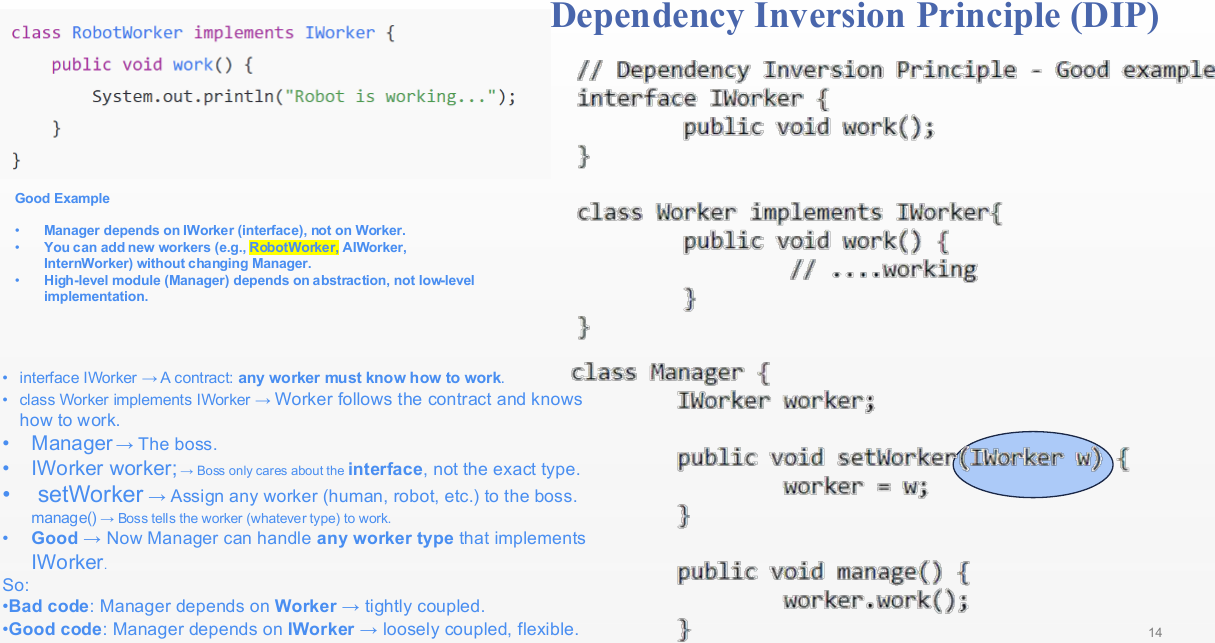 Dependency Inversion Principle (DIP)
class RobotWorker implements IWorker {
public void work() {
System.out.println("Robot is working...");
}
}
Good Example
• Manager depends on IWorker (interface), not on Worker.
• You can add new workers (e.g., RobotWorker, AIWorker,
InternWorker) without changing Manager.
• High-level module (Manager) depends on abstraction, not low-level
implementation.
• interface IWorker → A contract: any worker must know how to work.
• class Worker implements IWorker → Worker follows the contract and knows
how to work.
• Manager → The boss.
• IWorker worker; → Boss only cares about the interface, not the exact type.
• setWorker → Assign any worker (human, robot, etc.) to the boss.
manage() → Boss tells the worker (whatever type) to work.
• Good → Now Manager can handle any worker type that implements
IWorker.
So:
•Bad code: Manager depends on Worker → tightly coupled.
•Good code: Manager depends on IWorker → loosely coupled, flexible.
// Dependency Inversion Principle - Good example
interface IWorker {
public void work();
}
class Worker implements IWorker{
public void work() {
// ....working
}
}
class Manager {
IWorker worker;
public void setWorker(IWorker w) {
worker = w;
}
public void manage() {
worker.work();
}
14